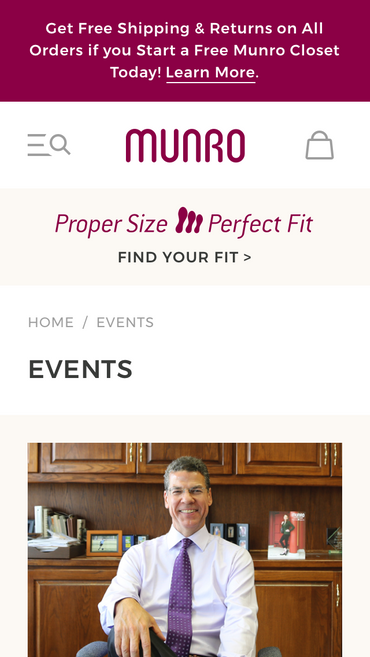 Get Free Shipping & Returns on All
Orders if you Start a Free Munro Closet
Today! Learn More.
MUNRO
Proper Size Perfect Fit
FIND YOUR FIT >
HOME / EVENTS
EVENTS